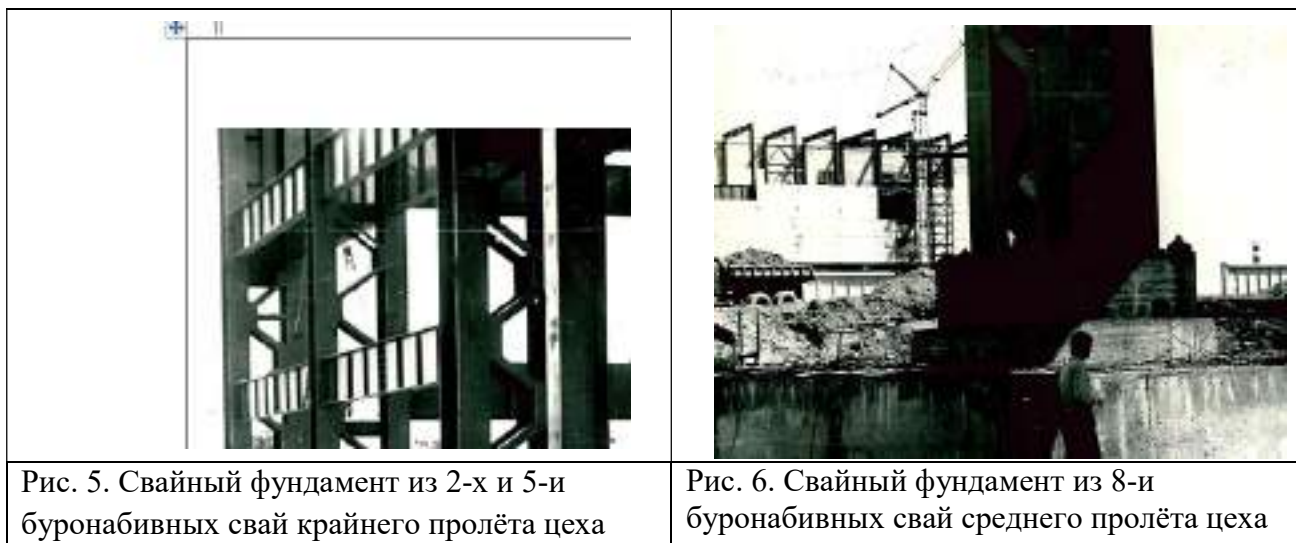 Рис. 5. Свайный фундамент из 2-х и 5-и
буронабивных свай крайнего пролёта цеха
Рис. 6. Свайный фундамент из 8-и
буронабивных свай среднего пролёта цеха